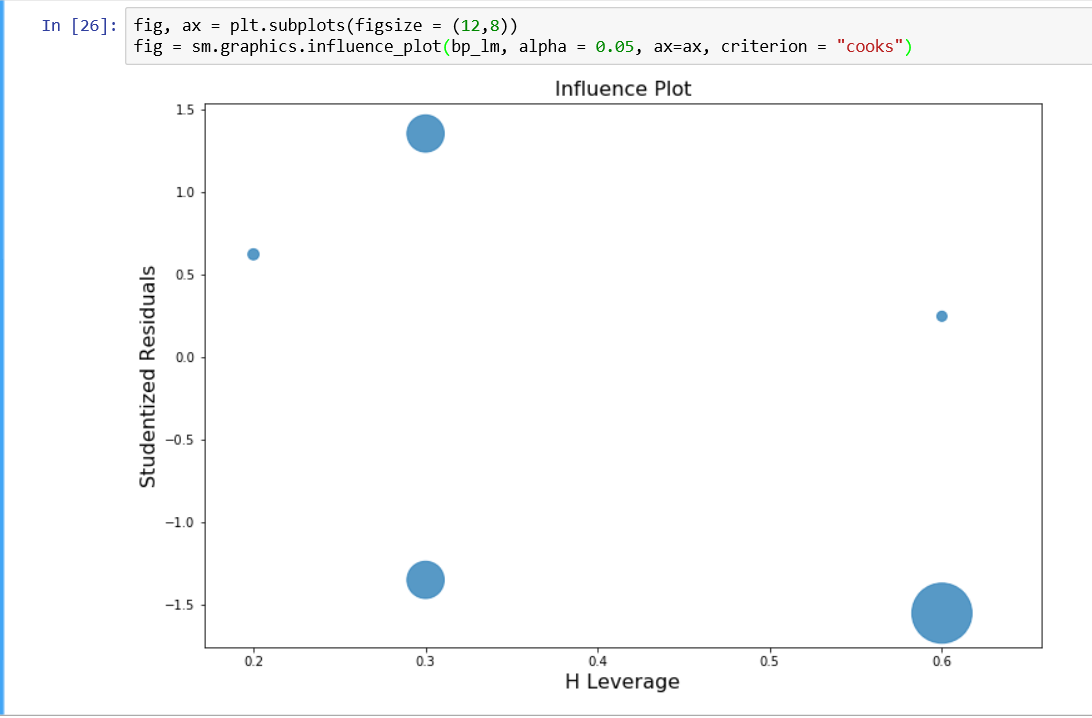 In [26]: fig, ax = plt.subplots(figsize = (12,8))
fig = sm.graphics.influence_plot(bp_lm, alpha = 0.05, ax=ax, criterion = "cooks")
Influence Plot
1.5
1.0
0.5
0.0
−0.5
−1.0
−1.5
Studentized Residuals
0.2 0.3 0.4 0.5 0.6
H Leverage